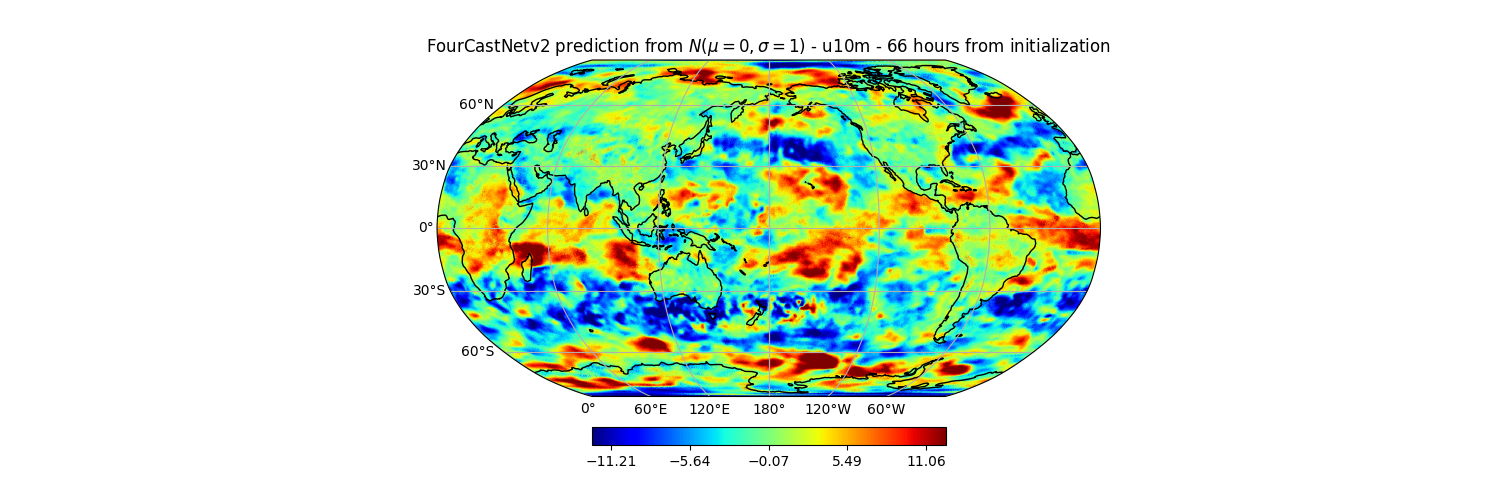 FourCastNetv2 prediction from N(μ = 0, σ = 1) - u10m - 66 hours from initialization
60°N
30°N
0°
30°S
60°S
0° 60°E 120°E 180° 120°W 60°W
−11.21 −5.64 −0.07 5.49 11.06